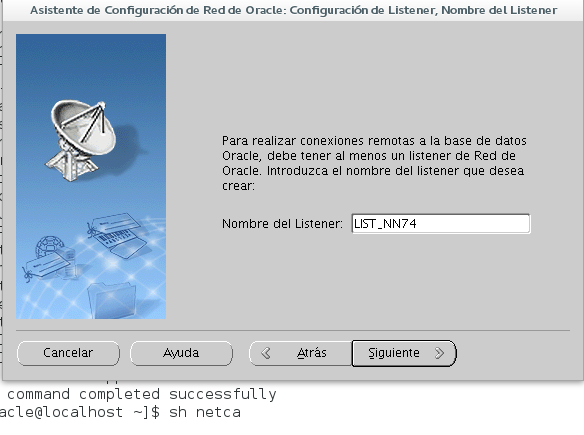 Asistente de Configuración de Red de Oracle: Configuración de Listener, Nombre del Listener
Para realizar conexiones remotas a la base de datos
Oracle, debe tener al menos un listener de Red de
Oracle. Introduzca el nombre del listener que desea
crear:
Nombre del Listener: LIST_NN74
Cancelar Ayuda Atrás Siguiente
command completed successfully
acle@localhost ~]$ sh netca